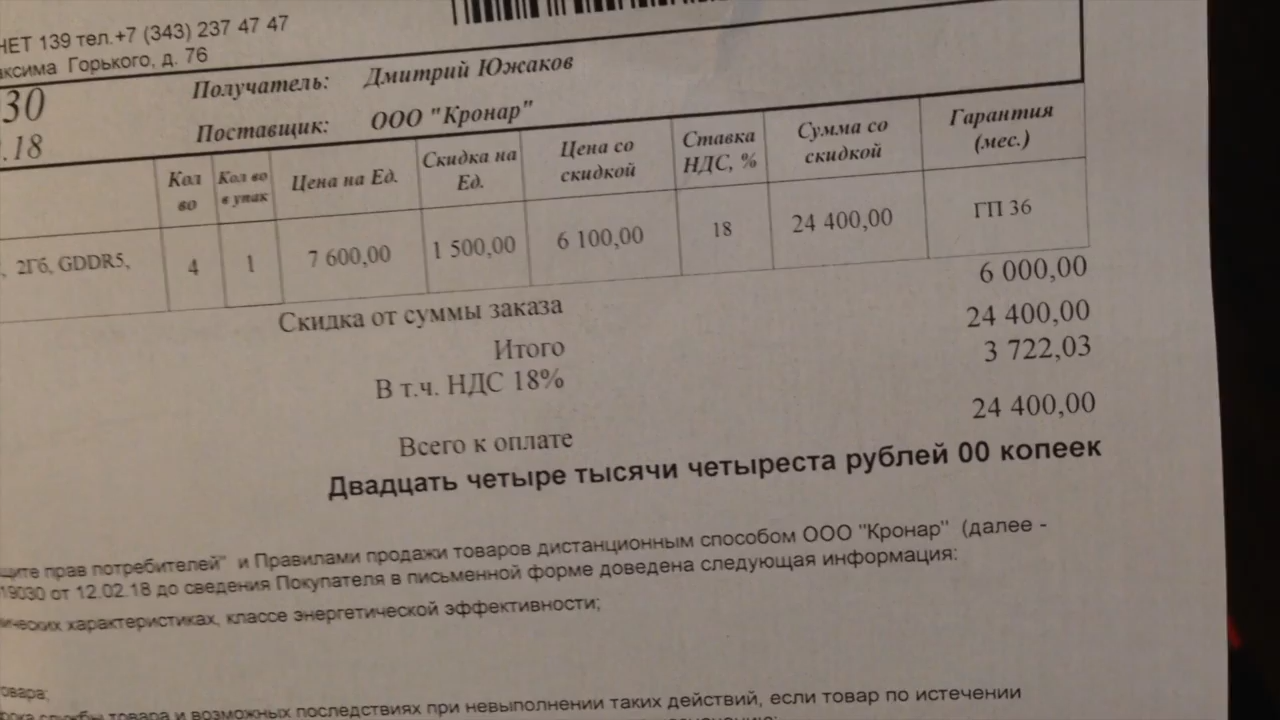 НЕТ 139 тел.+7 (343) 237 47 47
аксима Горького, д. 76
30
Получатель: Дмитрий Южаков
.18
Поставщик: ООО "Кронар"
Кол во
Кол во в упак
Цена на Ед.
Скидка на Ед.
Цена со скидкой
Ставка НДС, %
Сумма со скидкой
Гарантия (мес.)
, 2Гб, GDDR5, 4 1 7 600,00 1 500,00 6 100,00 18 24 400,00 ГП 36
Скидка от суммы заказа 6 000,00
Итого 24 400,00
В т.ч. НДС 18% 3 722,03
Всего к оплате 24 400,00
Двадцать четыре тысячи четыреста рублей 00 копеек
щите прав потребителей" и Правилами продажи товаров дистанционным способом ООО "Кронар" (далее -
19030 от 12.02.18 до сведения Покупателя в письменной форме доведена следующая информация:
ических характеристиках, классе энергетической эффективности;
овара;
рока службы товара и возможных последствиях при невыполнении таких действий, если товар по истечении